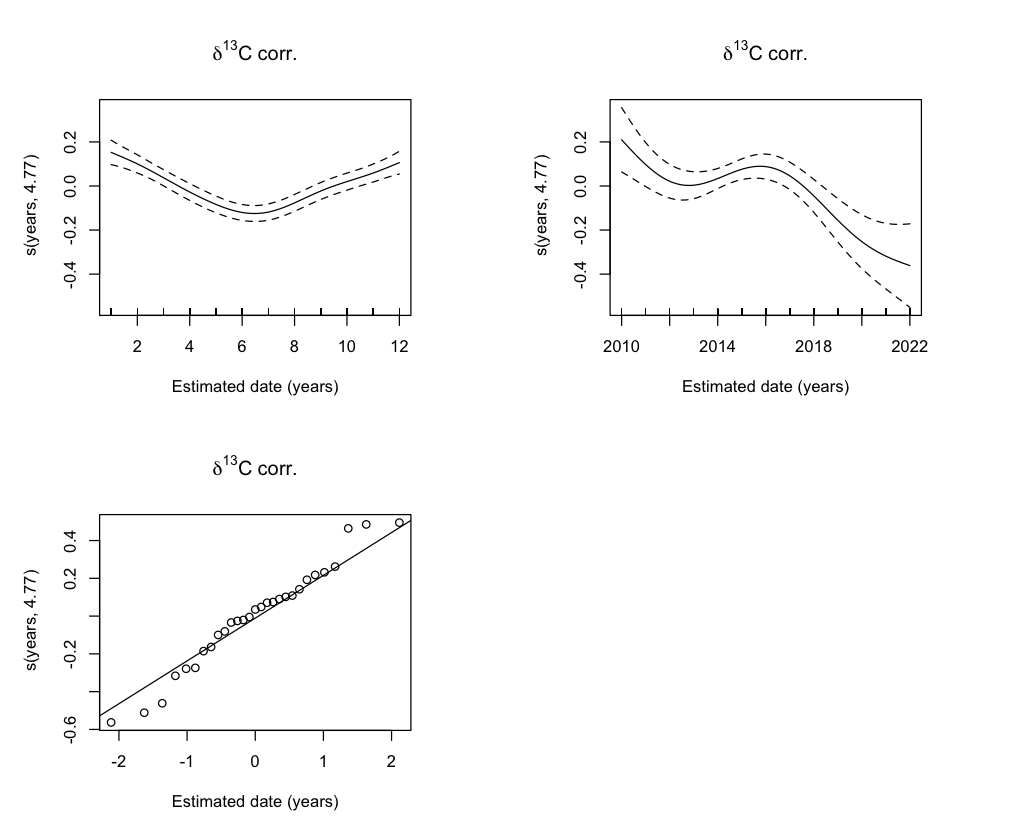 δ13C corr.
s(years, 4.77)
0.2
0.0
-0.2
-0.4
2 4 6 8 10 12
Estimated date (years)
δ13C corr.
s(years, 4.77)
0.2
0.0
-0.2
-0.4
2010 2014 2018 2022
Estimated date (years)
δ13C corr.
s(years, 4.77)
0.4
0.2
-0.2
-0.6
-2 -1 0 1 2
Estimated date (years)